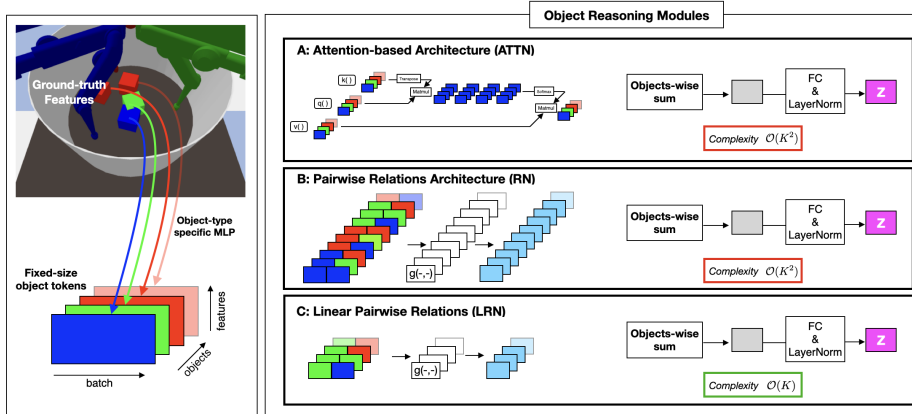 Object Reasoning Modules
Ground-truth
Features
Object-type
specific MLP
Fixed-size
object tokens
features
objects
batch
A: Attention-based Architecture (ATTN)
k( )
Transpose
q( )
Matmul
Softmax
v( )
Matmul
Objects-wise
sum
FC
&
LayerNorm
Z
Complexity O(K²)
B: Pairwise Relations Architecture (RN)
g(-,-)
Objects-wise
sum
FC
&
LayerNorm
Z
Complexity O(K²)
C: Linear Pairwise Relations (LRN)
g(-,-)
Objects-wise
sum
FC
&
LayerNorm
Z
Complexity O(K)